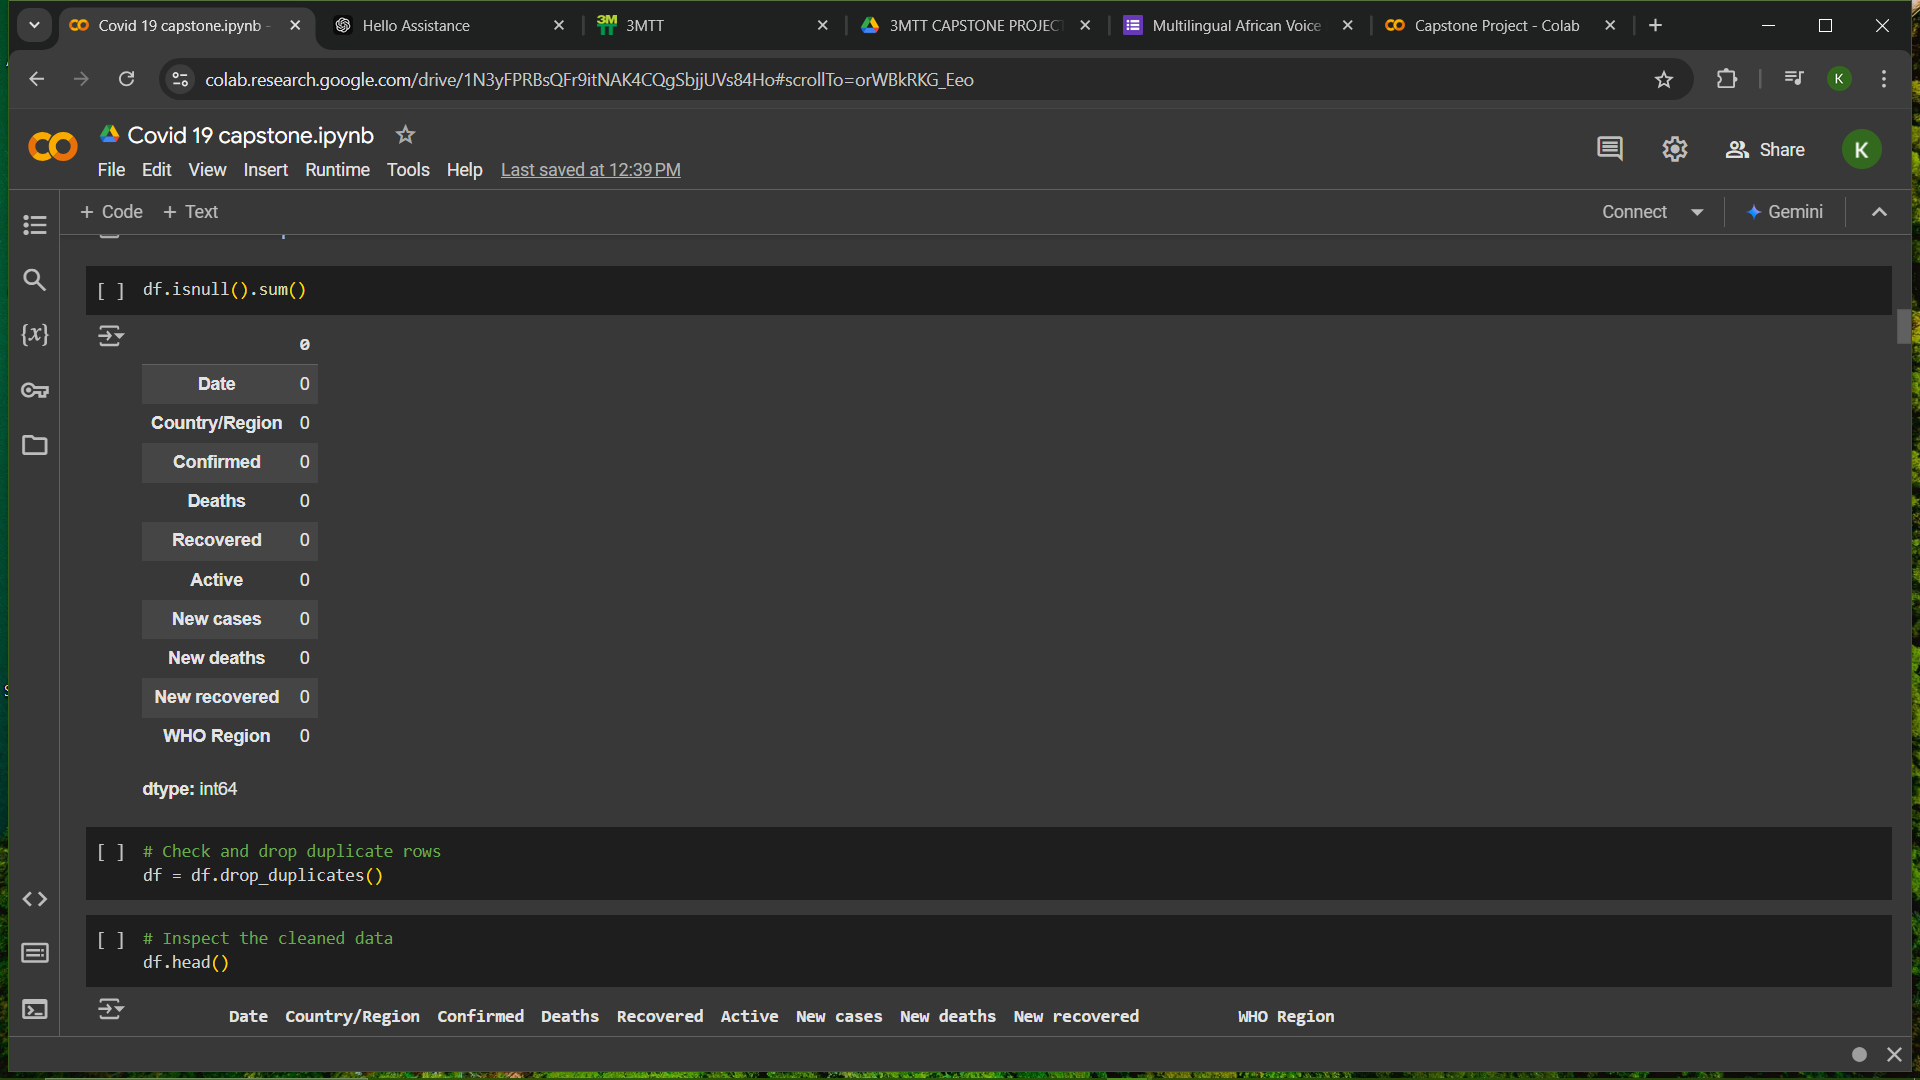 Covid 19 capstone.ipynb -
Hello Assistance
3MTT
3MTT CAPSTONE PROJECT
Multilingual African Voice
Capstone Project - Colab
colab.research.google.com/drive/1N3yFPRBsQFr9itNAK4CQgSbjjUVs84Ho#scrollTo=orWBkRKG_Eeo
K
Covid 19 capstone.ipynb
File Edit View Insert Runtime Tools Help Last saved at 12:39 PM
Share
K
+ Code + Text
Connect
Gemini
[ ] df.isnull().sum()
0
Date 0
Country/Region 0
Confirmed 0
Deaths 0
Recovered 0
Active 0
New cases 0
New deaths 0
New recovered 0
WHO Region 0
dtype: int64
[ ] # Check and drop duplicate rows
df = df.drop_duplicates()
[ ] # Inspect the cleaned data
df.head()
Date Country/Region Confirmed Deaths Recovered Active New cases New deaths New recovered WHO Region